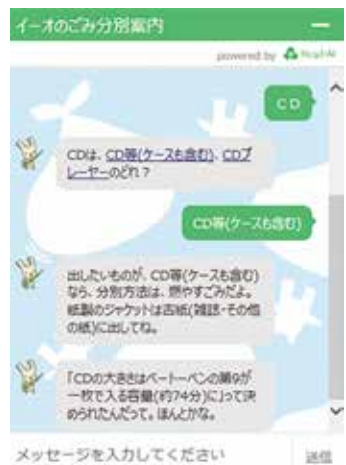 イーオのごみ分別案内
powered by
CD
CDは、CD等(ケースも含む)、CDプ
レーヤーのどれ？
CD等(ケースも含む)
出したいものが、CD等(ケースも含む)
なら、分別方法は、燃やすごみだよ。
紙製のジャケットは古紙(雑誌・その他
の紙)に出してね。
「CDの大きさはベートーベンの第9が
一枚で入る容量(約74分)によって決
められたんだって。ほんとかな。
メッセージを入力してください
送信